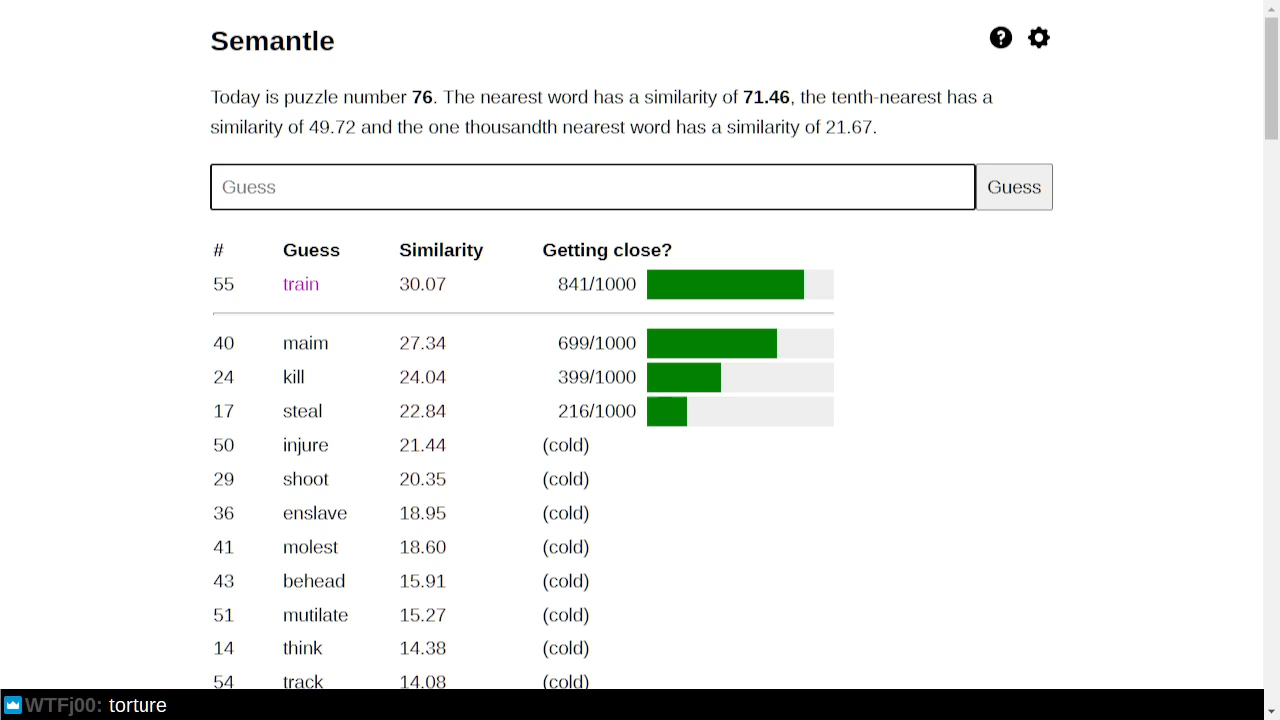 Semantle
Today is puzzle number 76. The nearest word has a similarity of 71.46, the tenth-nearest has a
similarity of 49.72 and the one thousandth nearest word has a similarity of 21.67.
Guess Guess
# Guess Similarity Getting close?
55 train 30.07 841/1000
40 maim 27.34 699/1000
24 kill 24.04 399/1000
17 steal 22.84 216/1000
50 injure 21.44 (cold)
29 shoot 20.35 (cold)
36 enslave 18.95 (cold)
41 molest 18.60 (cold)
43 behead 15.91 (cold)
51 mutilate 15.27 (cold)
14 think 14.38 (cold)
54 track 14.08 (cold)
WTFj00: torture